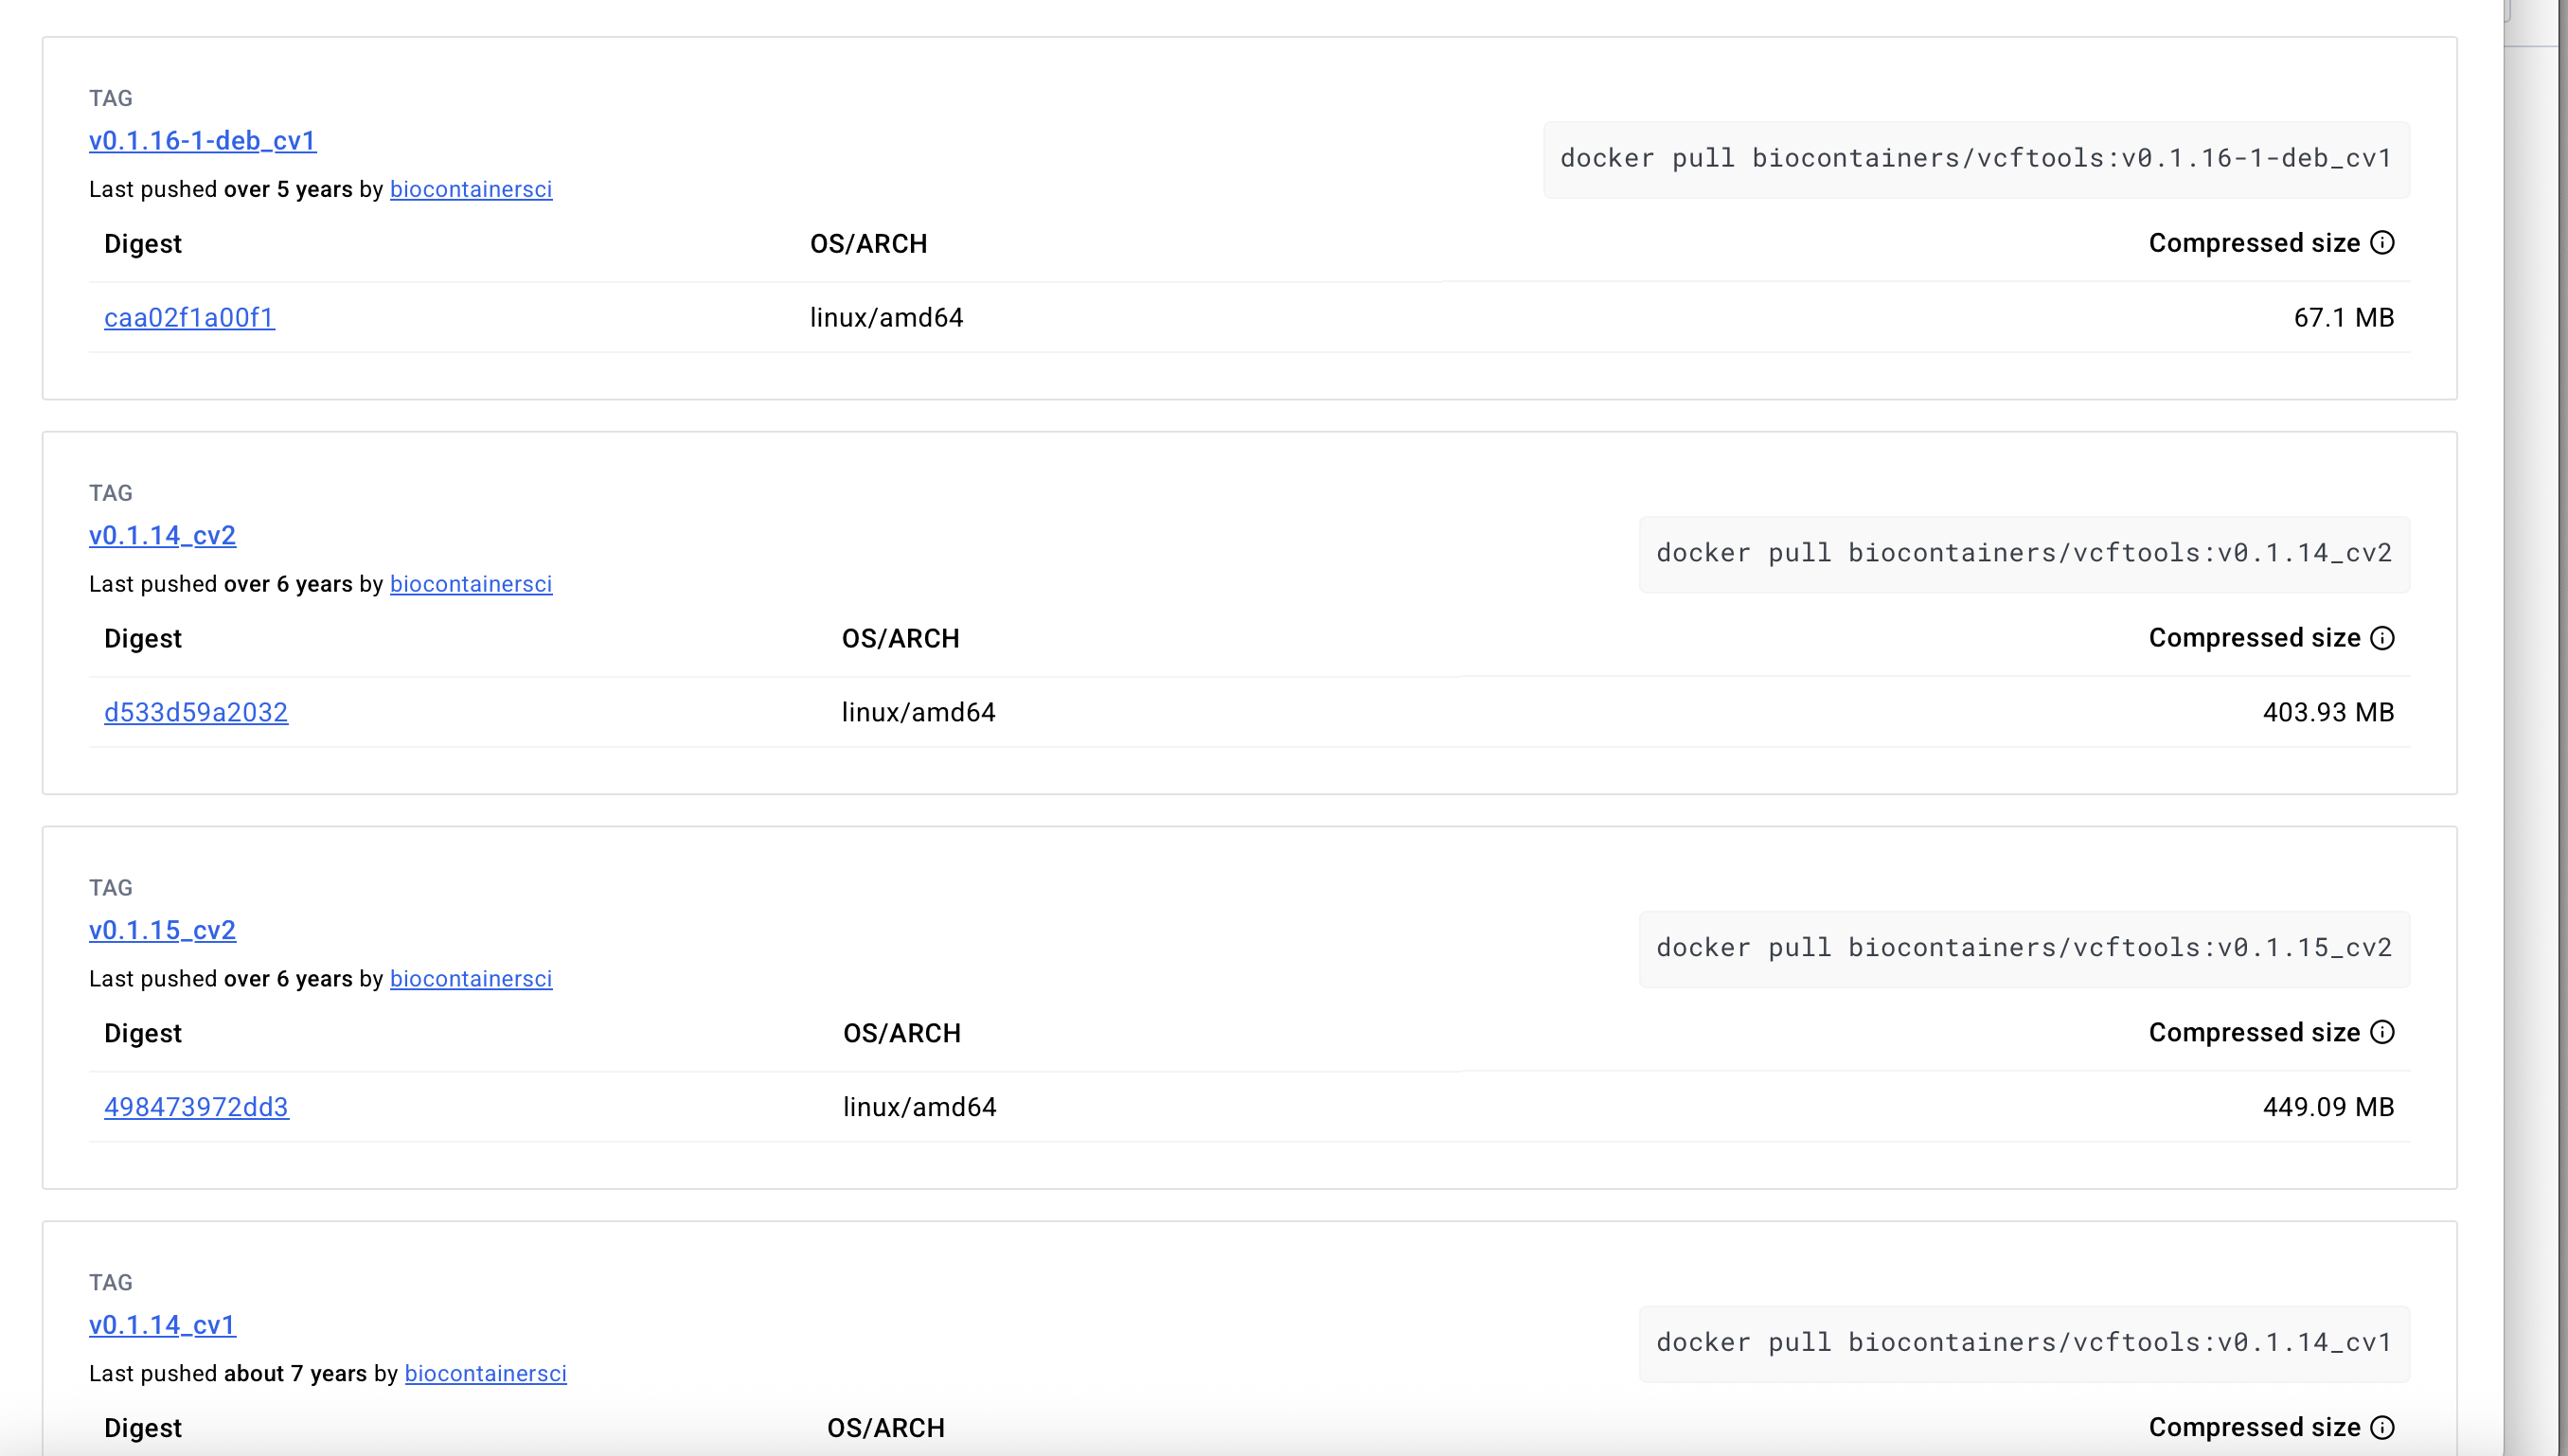 TAG
v0.1.16-1-deb_cv1
docker pull biocontainers/vcftools:v0.1.16-1-deb_cv1
Last pushed over 5 years by biocontainersci
Digest OS/ARCH Compressed size
caa02f1a00f1 linux/amd64 67.1 MB
TAG
v0.1.14_cv2
docker pull biocontainers/vcftools:v0.1.14_cv2
Last pushed over 6 years by biocontainersci
Digest OS/ARCH Compressed size
d533d59a2032 linux/amd64 403.93 MB
TAG
v0.1.15_cv2
docker pull biocontainers/vcftools:v0.1.15_cv2
Last pushed over 6 years by biocontainersci
Digest OS/ARCH Compressed size
498473972dd3 linux/amd64 449.09 MB
TAG
v0.1.14_cv1
docker pull biocontainers/vcftools:v0.1.14_cv1
Last pushed about 7 years by biocontainersci
Digest OS/ARCH Compressed size